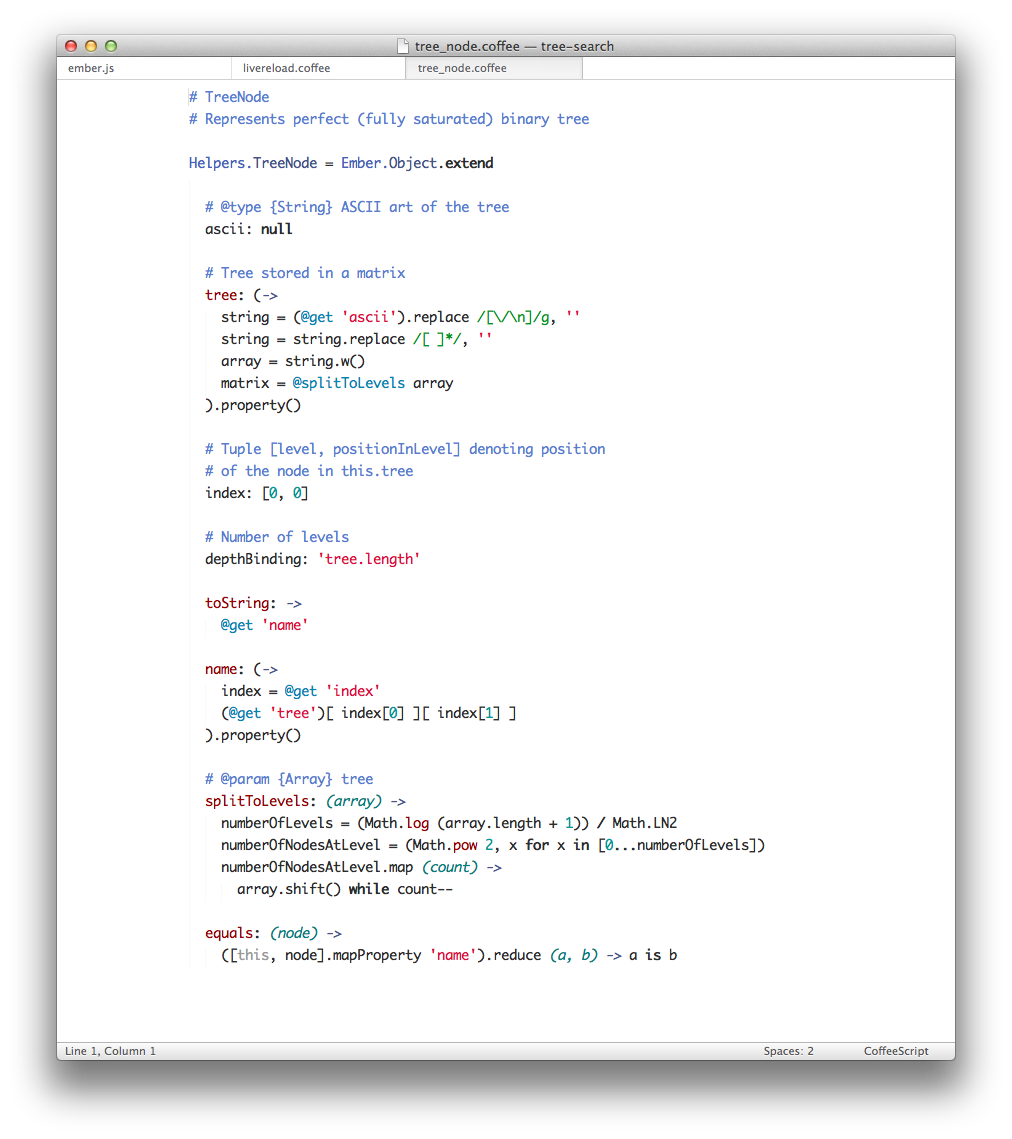 tree_node.coffee — tree-search
ember.js livereload.coffee tree_node.coffee
# TreeNode
# Represents perfect (fully saturated) binary tree
Helpers.TreeNode = Ember.Object.extend
# @type {String} ASCII art of the tree
ascii: null
# Tree stored in a matrix
tree: (->
string = (@get 'ascii').replace /[\/\n]/g, ''
string = string.replace /[ ]*/, ''
array = string.w()
matrix = @splitToLevels array
).property()
# Tuple [level, positionInLevel] denoting position
# of the node in this.tree
index: [0, 0]
# Number of levels
depthBinding: 'tree.length'
toString: ->
@get 'name'
name: (->
index = @get 'index'
(@get 'tree')[ index[0] ][ index[1] ]
).property()
# @param {Array} tree
splitToLevels: (array) ->
numberOfLevels = (Math.log (array.length + 1)) / Math.LN2
numberOfNodesAtLevel = (Math.pow 2, x for x in [0...numberOfLevels])
numberOfNodesAtLevel.map (count) ->
array.shift() while count--
equals: (node) ->
([this, node].mapProperty 'name').reduce (a, b) -> a is b
Line 1, Column 1 Spaces: 2 CoffeeScript